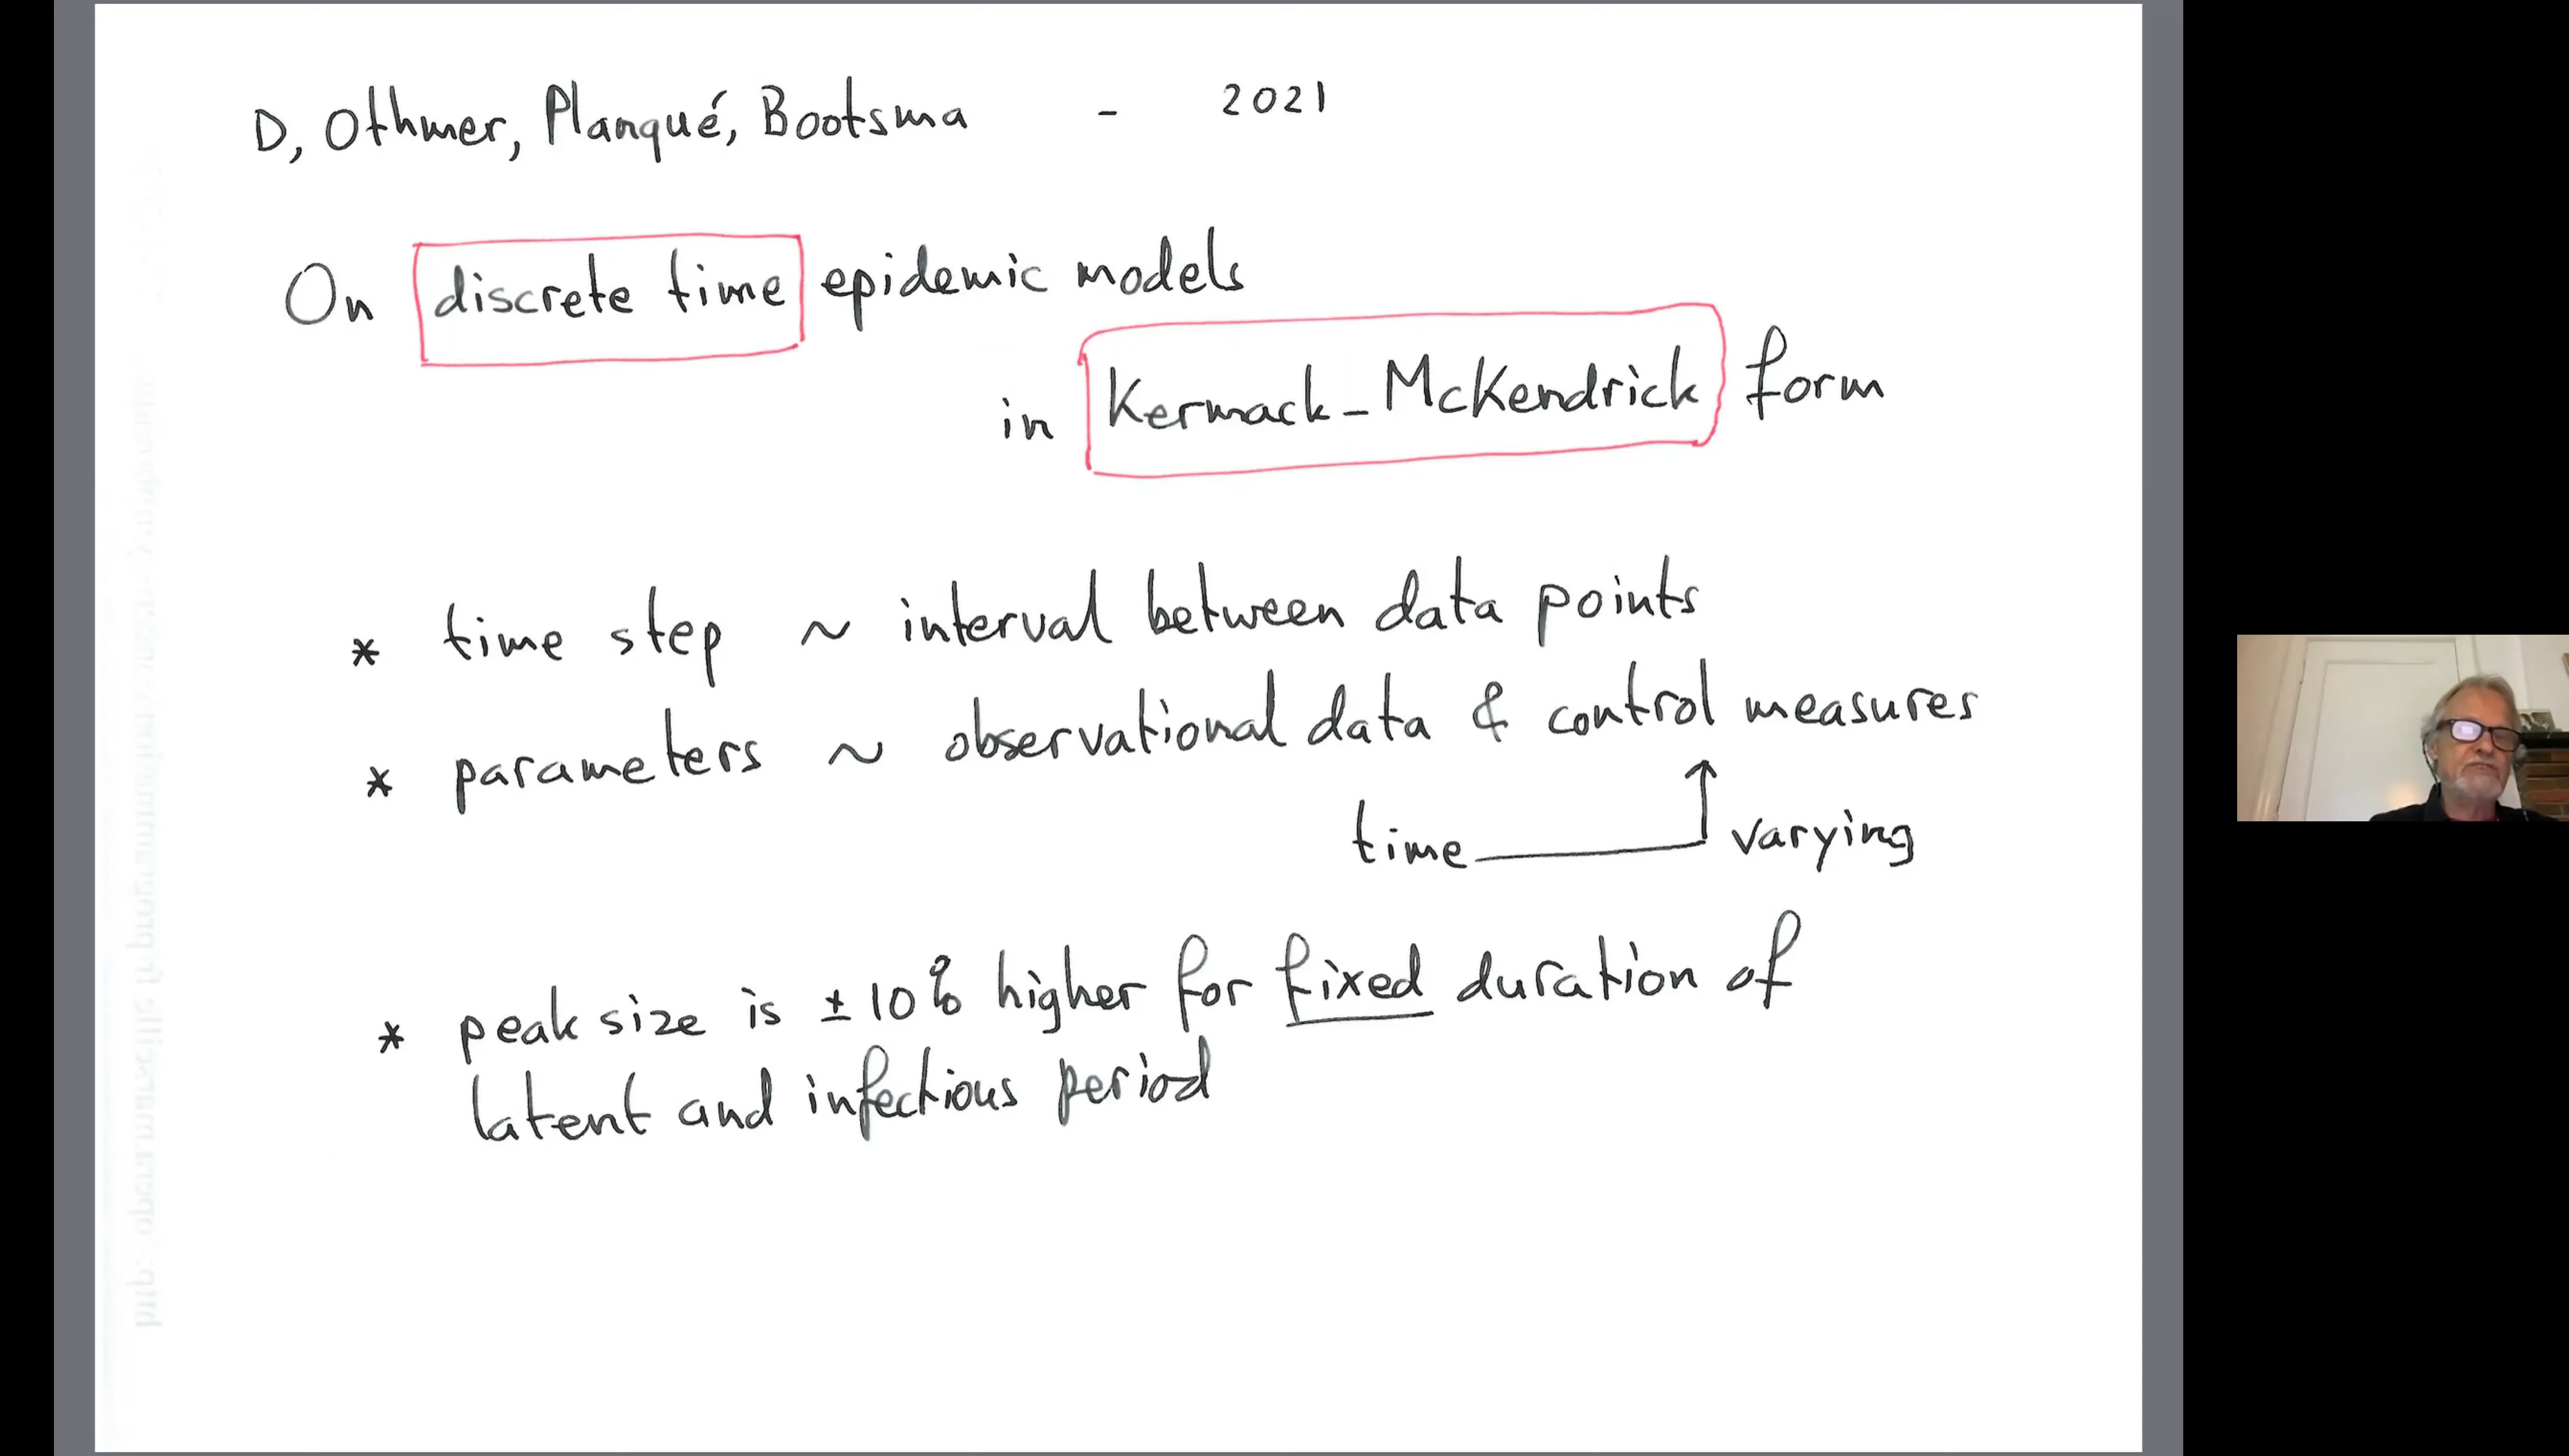 D, Othmer, Planqué, Bootsma - 2021
On discrete time epidemic models
in Kermack-McKendrick form
* time step ~ interval between data points
* parameters ~ observational data & control measures
time varying
* peak size is ± 10% higher for fixed duration of
latent and infectious period